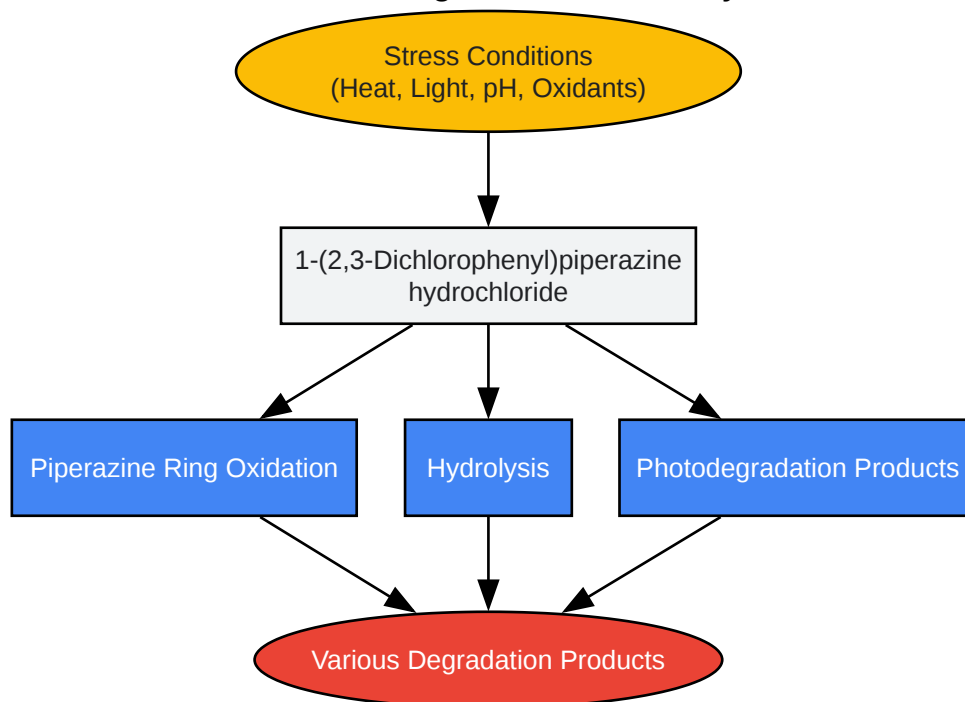 Stress Conditions
(Heat, Light, pH, Oxidants)
1-(2,3-Dichlorophenyl)piperazine
hydrochloride
Piperazine Ring Oxidation
Hydrolysis
Photodegradation Products
Various Degradation Products